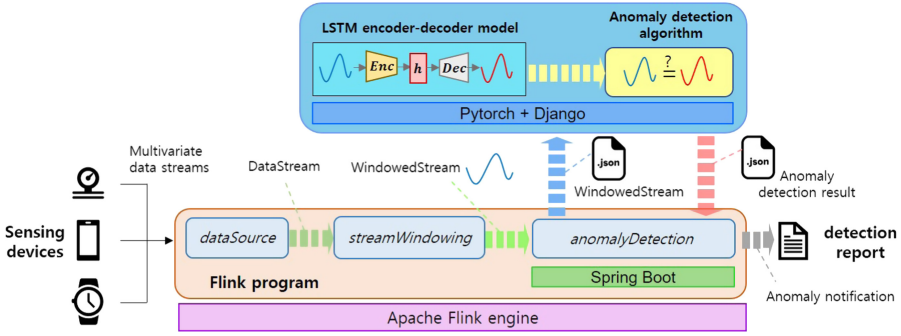 LSTM encoder-decoder model
Anomaly detection
algorithm
Enc
h
Dec
?
=
Pytorch + Django
Multivariate
data streams
DataStream
WindowedStream
.json
WindowedStream
.json
Anomaly
detection result
Sensing
devices
dataSource
streamWindowing
anomalyDetection
detection
report
Flink program
Spring Boot
Anomaly notification
Apache Flink engine